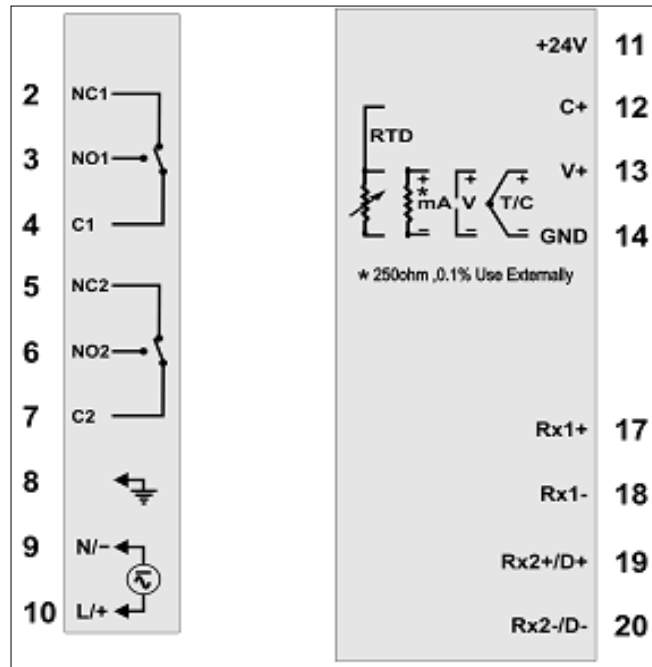 2 NC1
3 NO1
4 C1
5 NC2
6 NO2
7 C2
8
9 N/−
10 L/+
+24V 11
C+ 12
RTD
V+ 13
+ + +
* mA V T/C
− − −
GND 14
* 250ohm ,0.1% Use Externally
Rx1+ 17
Rx1- 18
Rx2+/D+ 19
Rx2-/D- 20